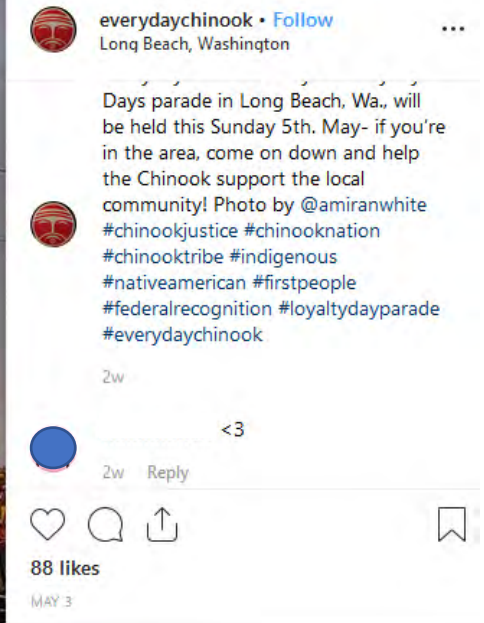 everydaychinook • Follow
Long Beach, Washington
Days parade in Long Beach, Wa., will
be held this Sunday 5th. May- if you're
in the area, come on down and help
the Chinook support the local
community! Photo by @amiranwhite
#chinookjustice #chinooknation
#chinooktribe #indigenous
#nativeamerican #firstpeople
#federalrecognition #loyaltydayparade
#everydaychinook
2w
<3
2w Reply
88 likes
MAY 3